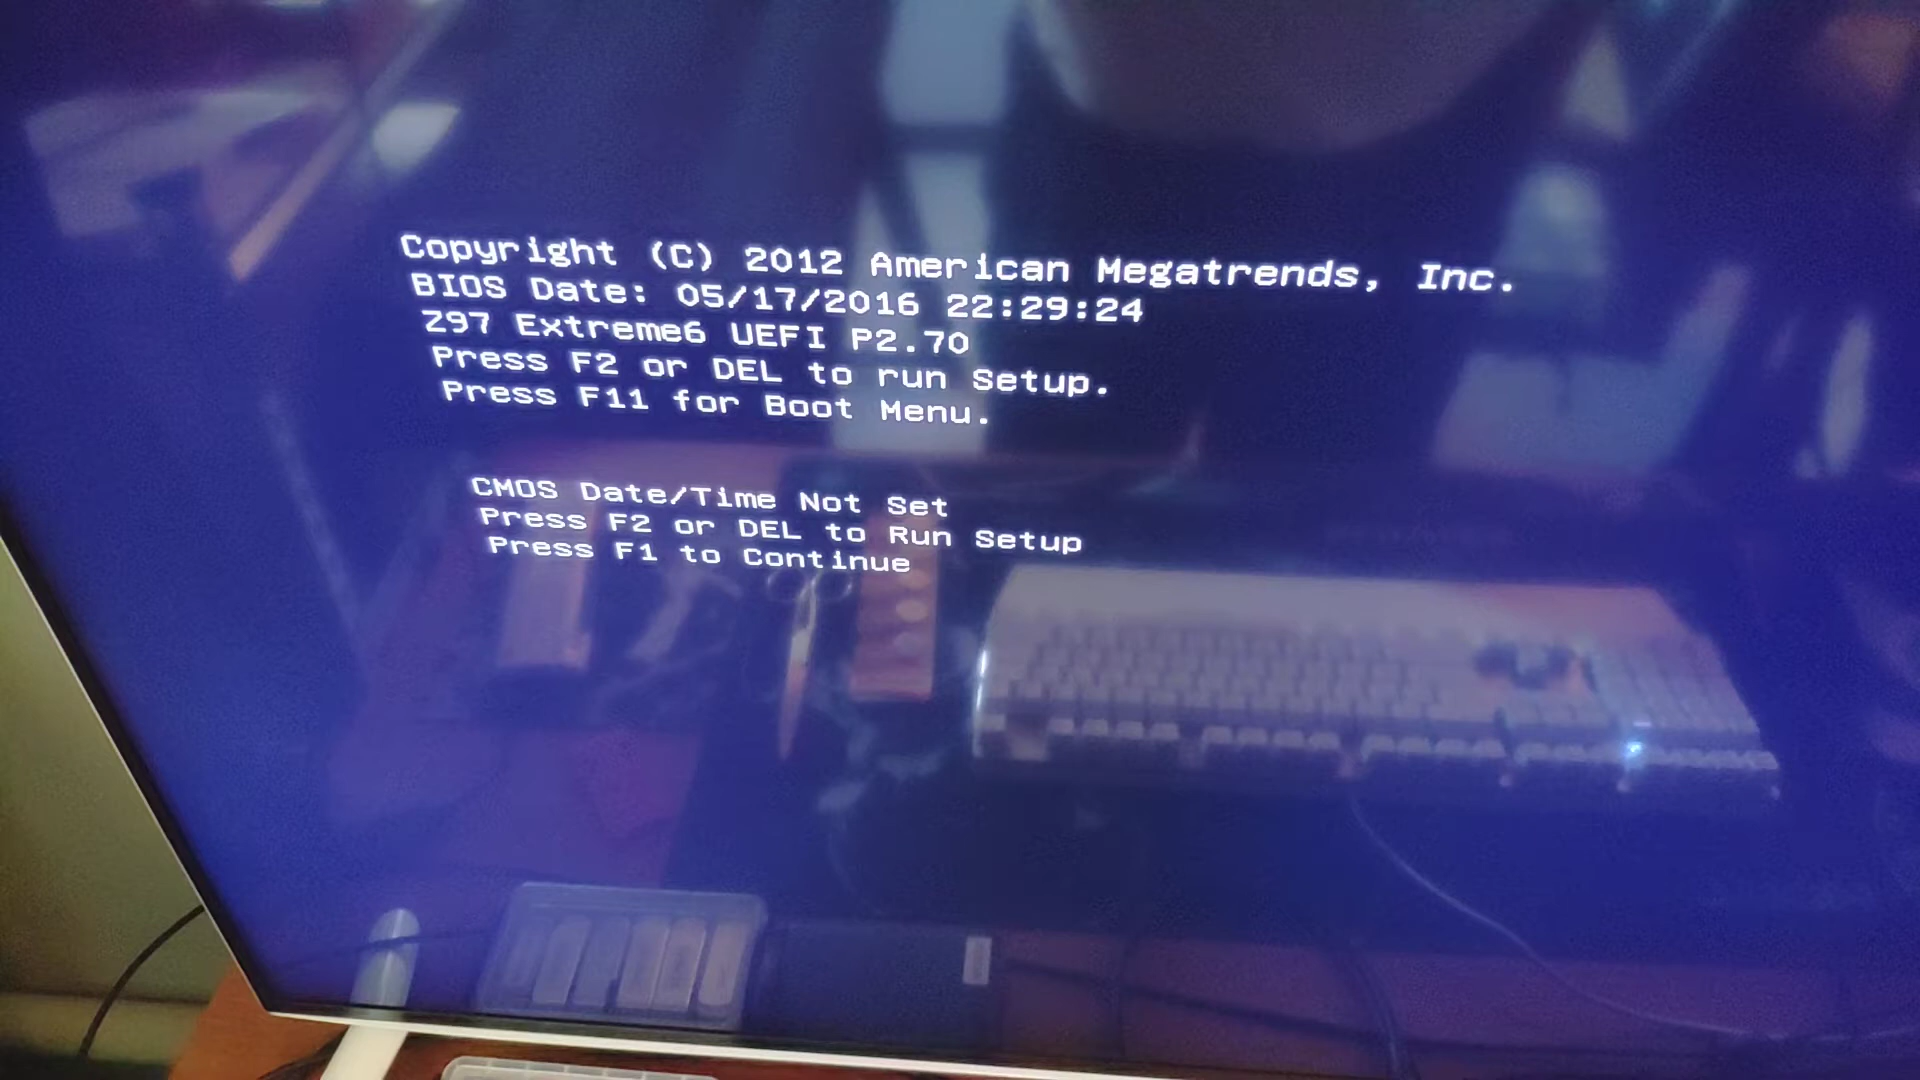 Copyright (C) 2012 American Megatrends, Inc.
BIOS Date: 05/17/2016 22:29:24
Z97 Extreme6 UEFI P2.70
Press F2 or DEL to run Setup.
Press F11 for Boot Menu.
CMOS Date/Time Not Set
Press F2 or DEL to Run Setup
Press F1 to Continue